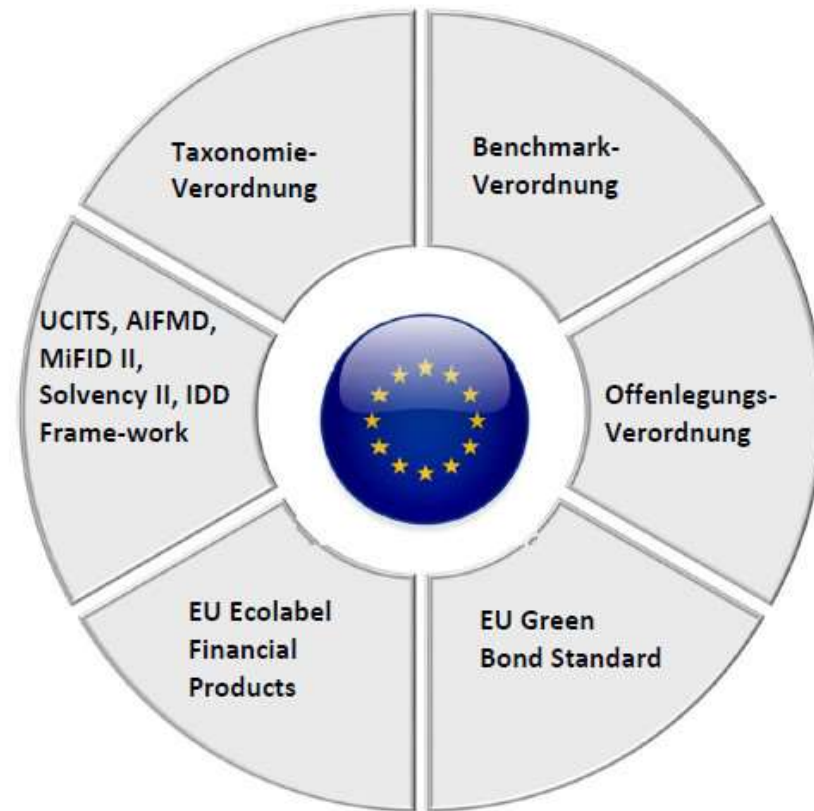 Taxonomie-
Verordnung
Benchmark-
Verordnung
UCITS, AIFMD,
MiFID II,
Solvency II, IDD
Frame-work
Offenlegungs-
Verordnung
EU Ecolabel
Financial
Products
EU Green
Bond Standard